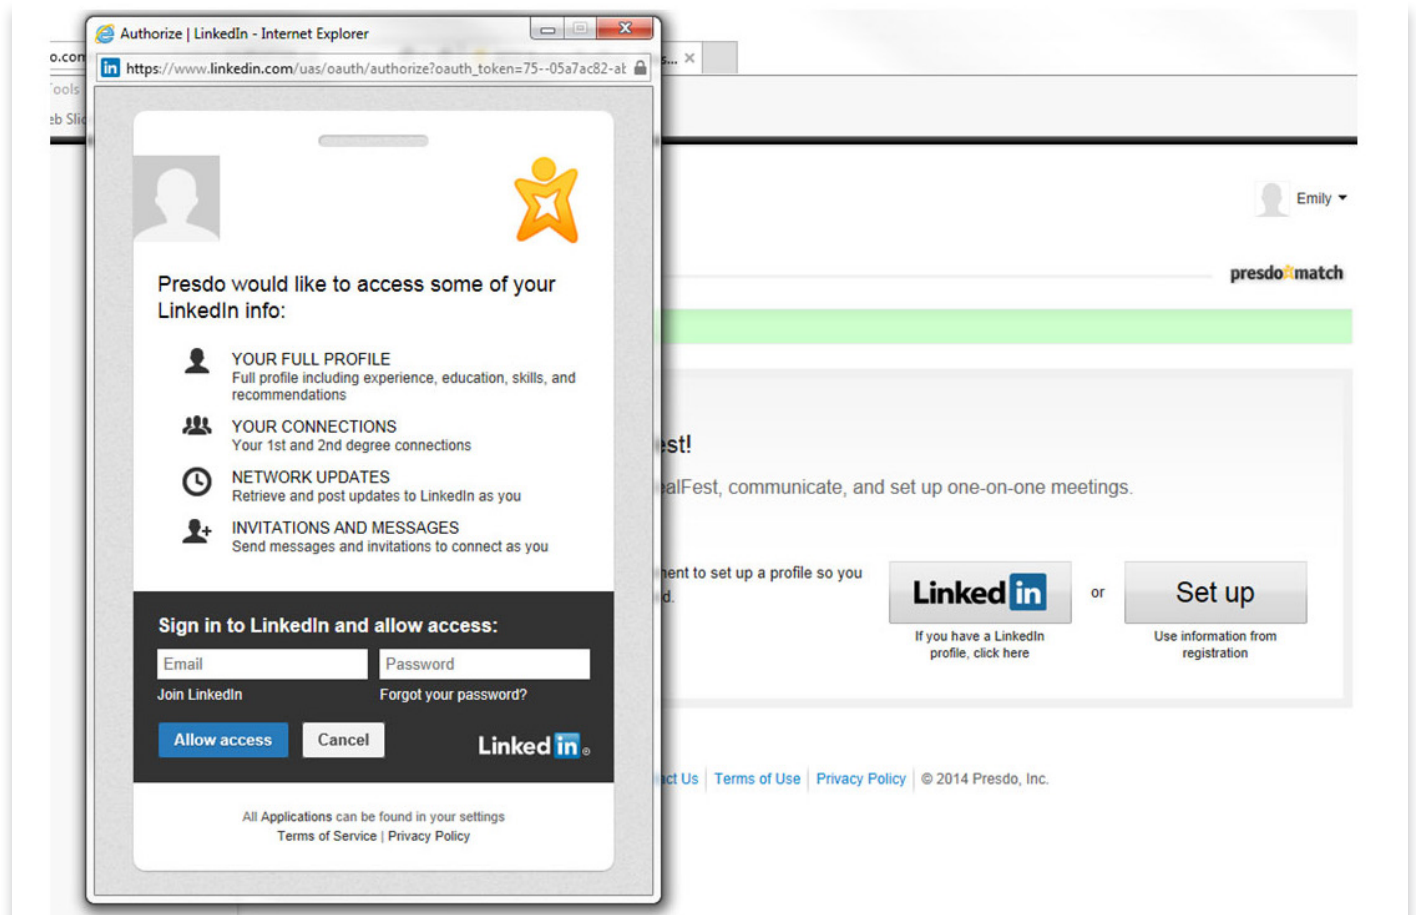 Authorize | LinkedIn - Internet Explorer
https://www.linkedin.com/uas/oauth/authorize?oauth_token=75--05a7ac82-at
Presdo would like to access some of your
LinkedIn info:
YOUR FULL PROFILE
Full profile including experience, education, skills, and
recommendations
YOUR CONNECTIONS
Your 1st and 2nd degree connections
NETWORK UPDATES
Retrieve and post updates to LinkedIn as you
INVITATIONS AND MESSAGES
Send messages and invitations to connect as you
Sign in to LinkedIn and allow access:
Email
Password
Join LinkedIn
Forgot your password?
Allow access
Cancel
Linked in
All Applications can be found in your settings
Terms of Service | Privacy Policy
Emily
presdo match
, communicate, and set up one-on-one meetings.
to set up a profile so you
Linked in
or
Set up
If you have a LinkedIn
profile, click here
Use information from
registration
Us | Terms of Use | Privacy Policy | © 2014 Presdo, Inc.